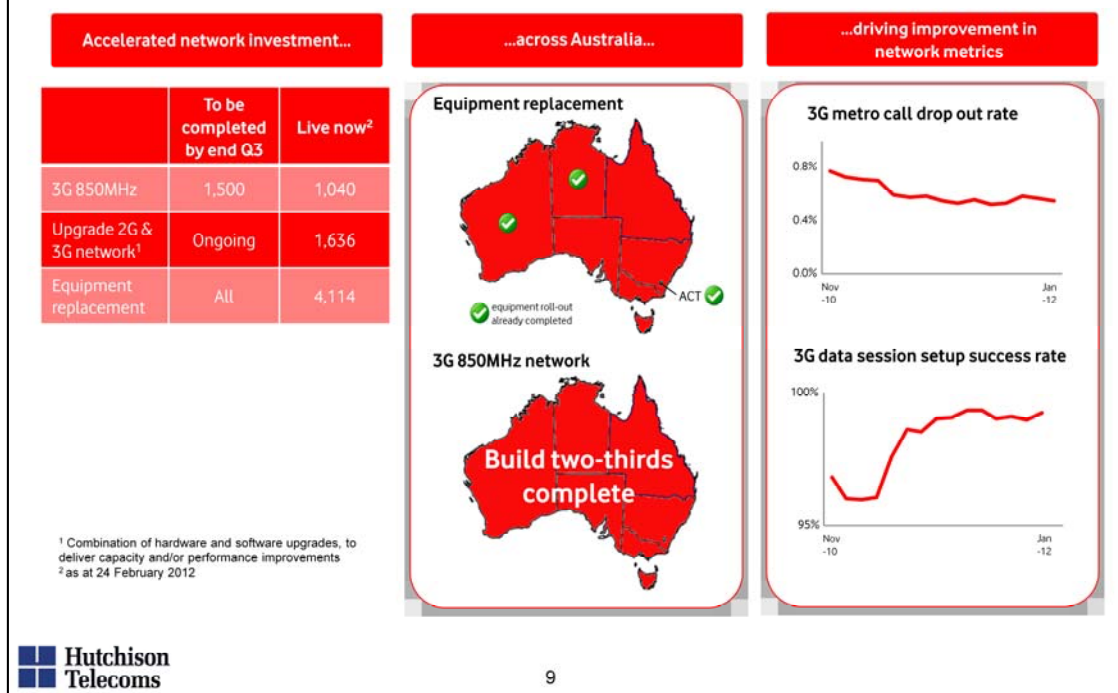 Accelerated network investment...
To be
completed
by end Q3
Live now²
3G 850MHz
1,500
1,040
Upgrade 2G &
3G network¹
Ongoing
1,636
Equipment
replacement
All
4,114
¹ Combination of hardware and software upgrades, to
deliver capacity and/or performance improvements
² as at 24 February 2012
...across Australia...
Equipment replacement
ACT
equipment roll-out
already completed
3G 850MHz network
Build two-thirds
complete
...driving improvement in
network metrics
3G metro call drop out rate
0.8%
0.4%
0.0%
Nov
-10
Jan
-12
3G data session setup success rate
100%
95%
Nov
-10
Jan
-12
Hutchison
Telecoms
9